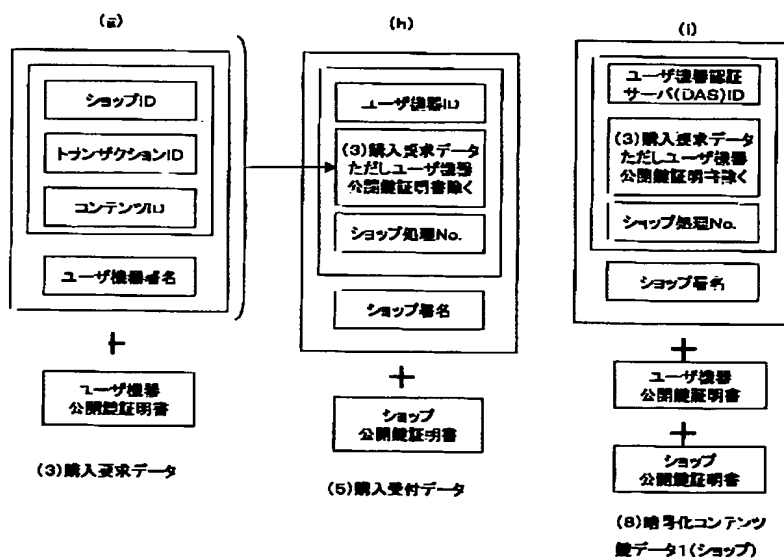 (g)
ショップID
トランザクションID
コンテンツID
ユーザ機器署名
+
ユーザ機器
公開鍵証明書
(3)購入要求データ
(h)
ユーザ機器ID
(3)購入要求データ
ただしユーザ機器
公開鍵証明書除く
ショップ処理No.
ショップ署名
+
ショップ
公開鍵証明書
(5)購入受付データ
(i)
ユーザ機器認証
サーバ(DAS)ID
(3)購入要求データ
ただしユーザ機器
公開鍵証明書除く
ショップ処理No.
ショップ署名
+
ユーザ機器
公開鍵証明書
+
ショップ
公開鍵証明書
(8)暗号化コンテンツ
鍵データ1(ショップ)